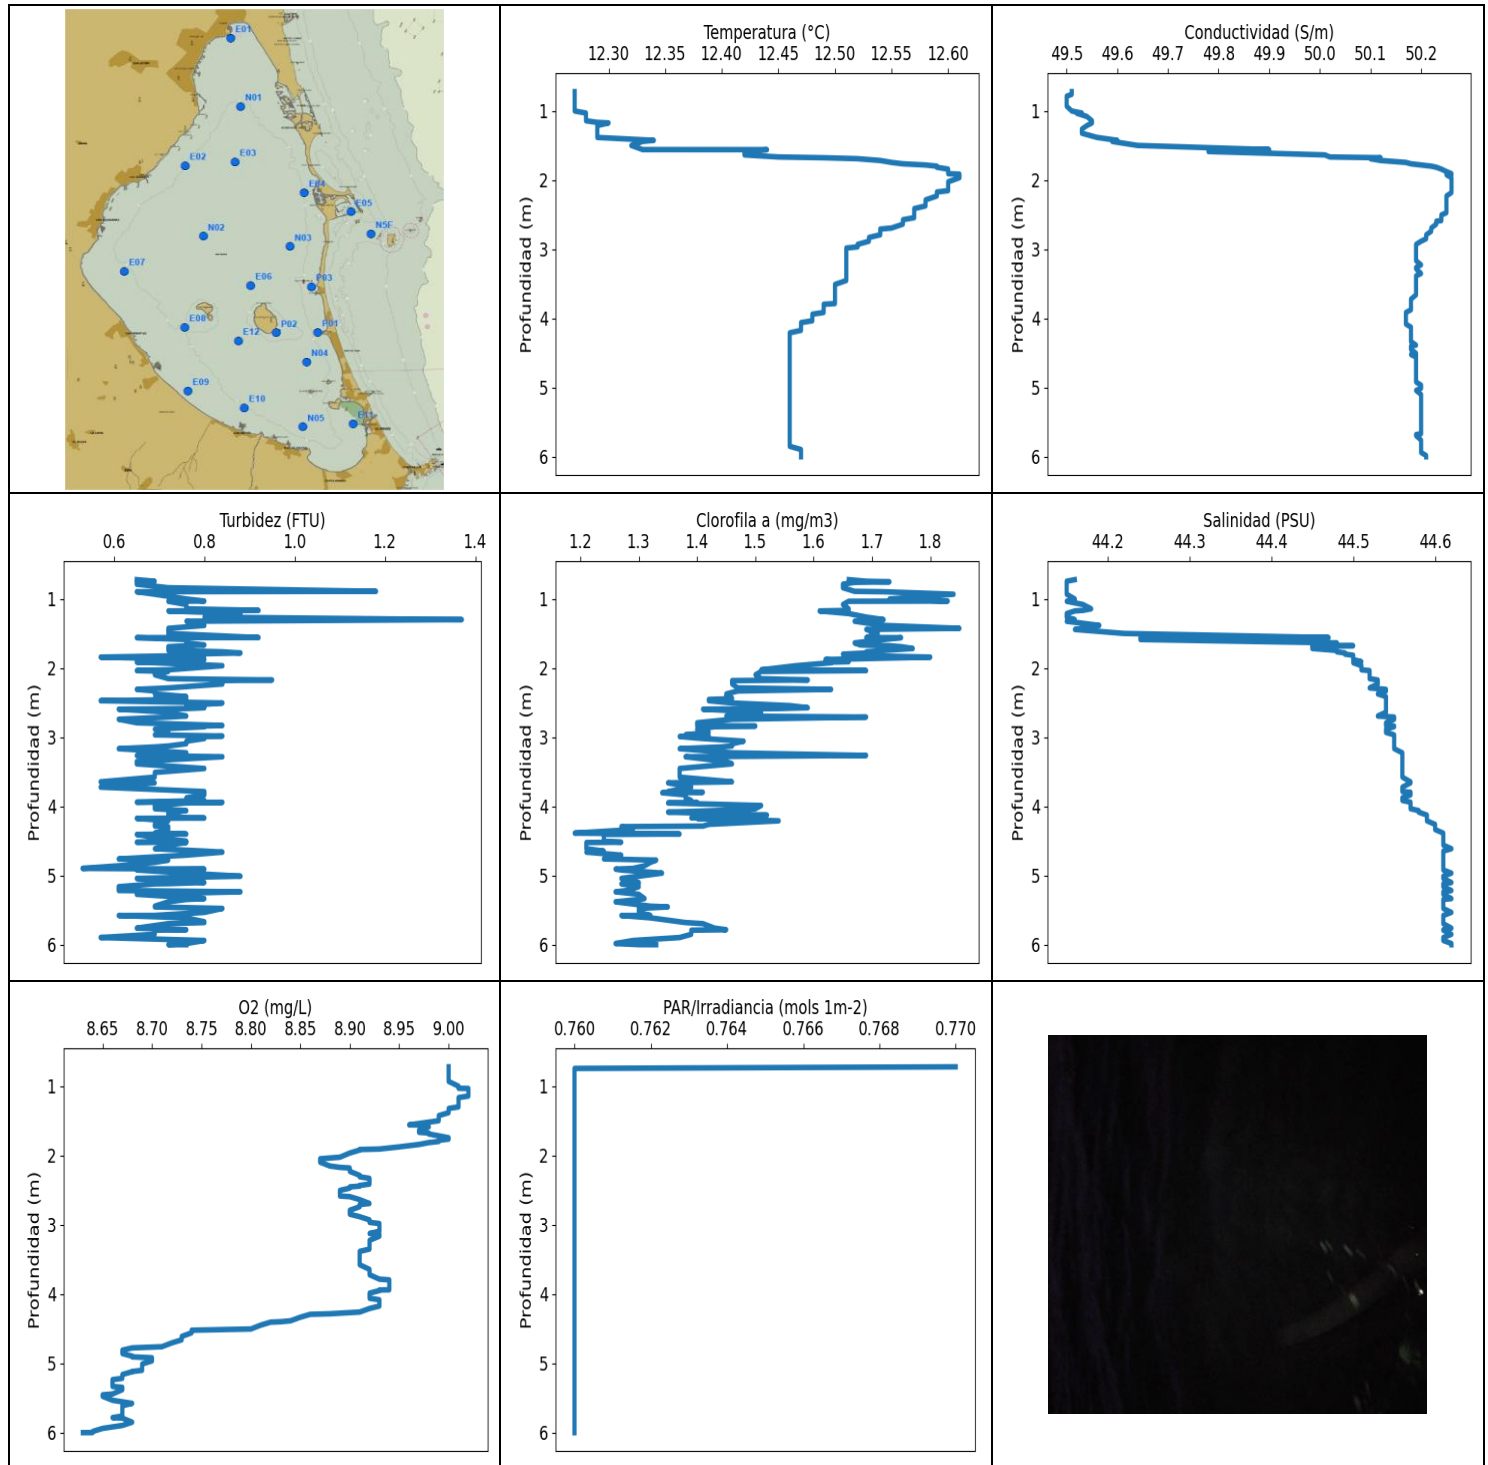 E01
N01
E03
E02
E04
E05
N5F
N02
N03
E07
E06
P03
E08
P02
P01
E12
N04
E09
E10
N05
E11
Temperatura (°C)
12.30 12.35 12.40 12.45 12.50 12.55 12.60
Profundidad (m)
1
2
3
4
5
6
Conductividad (S/m)
49.5 49.6 49.7 49.8 49.9 50.0 50.1 50.2
Profundidad (m)
1
2
3
4
5
6
Turbidez (FTU)
0.6 0.8 1.0 1.2 1.4
Profundidad (m)
1
2
3
4
5
6
Clorofila a (mg/m3)
1.2 1.3 1.4 1.5 1.6 1.7 1.8
Profundidad (m)
1
2
3
4
5
6
Salinidad (PSU)
44.2 44.3 44.4 44.5 44.6
Profundidad (m)
1
2
3
4
5
6
O2 (mg/L)
8.65 8.70 8.75 8.80 8.85 8.90 8.95 9.00
Profundidad (m)
1
2
3
4
5
6
PAR/Irradiancia (mols 1m-2)
0.760 0.762 0.764 0.766 0.768 0.770
Profundidad (m)
1
2
3
4
5
6